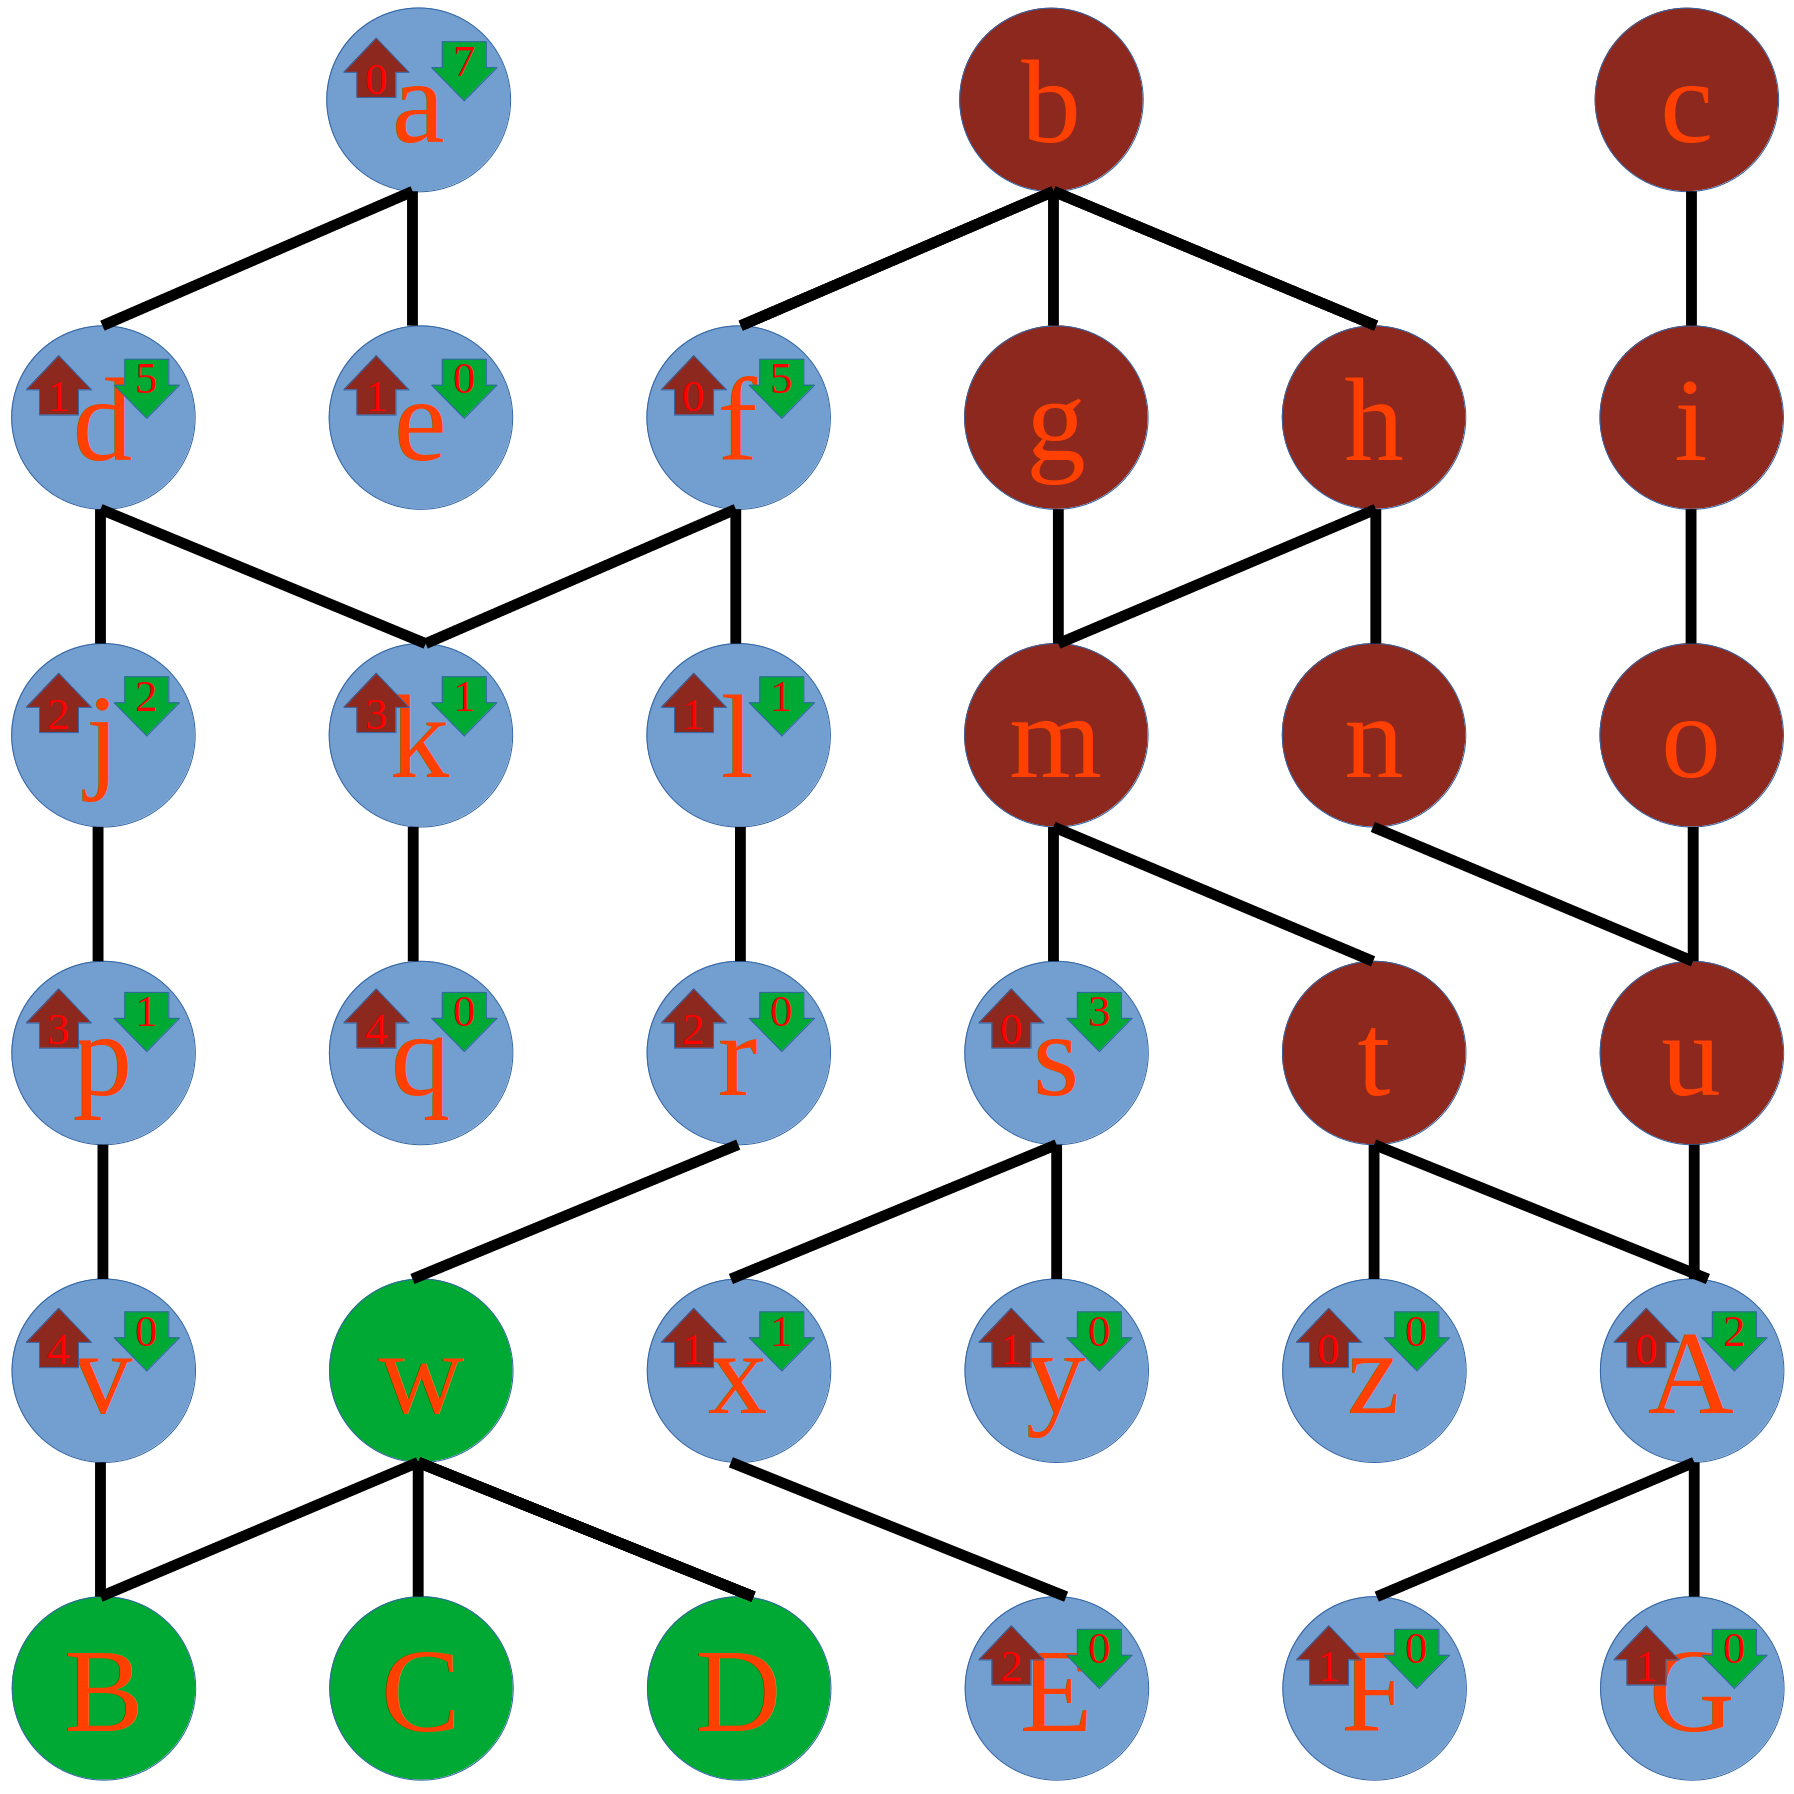 0 a 7 b c
1 d 5 1 e 0 0 f 5 g h i
2 j 2 3 k 1 1 l 1 m n o
3 p 1 4 q 0 2 r 0 0 s 3 t u
4 v 0 w 1 x 1 1 y 0 0 z 0 0 A 2
B C D 2 E 0 1 F 0 1 G 0